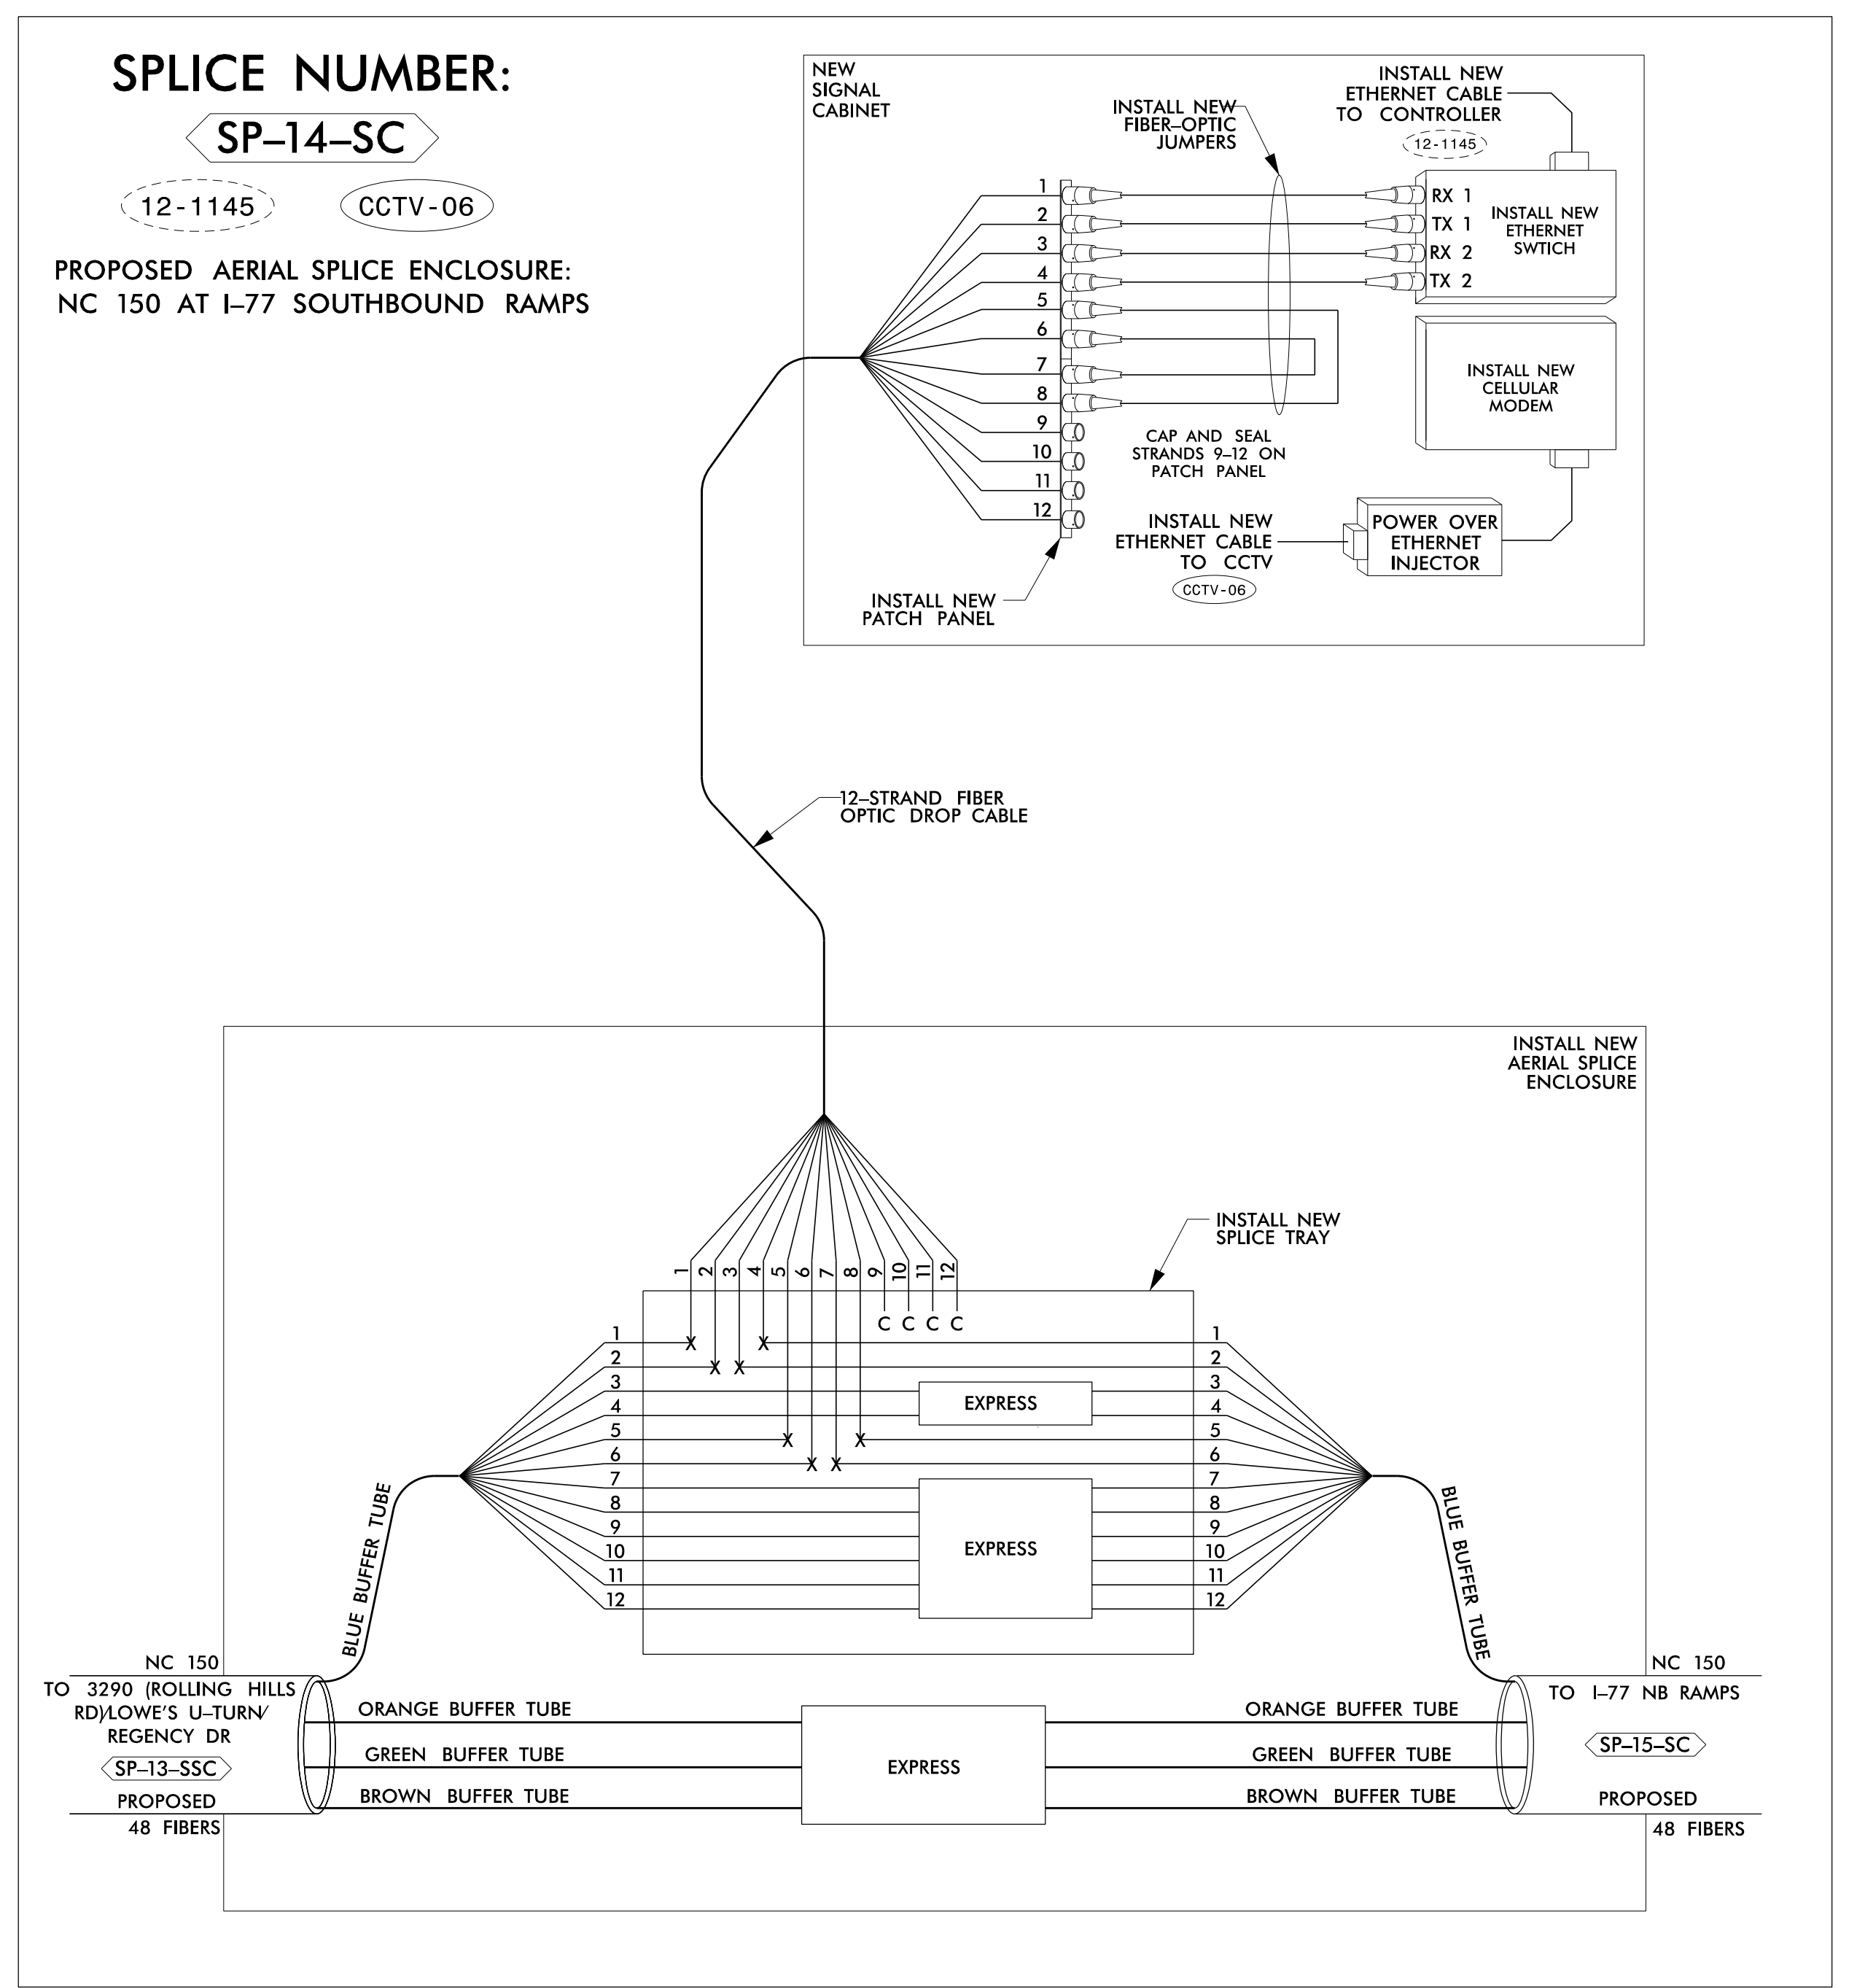 SPLICE NUMBER:
SP–14–SC
12-1145
CCTV-06
PROPOSED AERIAL SPLICE ENCLOSURE:
NC 150 AT I–77 SOUTHBOUND RAMPS
NEW
SIGNAL
CABINET
INSTALL NEW
FIBER–OPTIC
JUMPERS
INSTALL NEW
ETHERNET CABLE
TO CONTROLLER
12-1145
1
2
3
4
5
6
7
8
9
10
11
12
RX 1
TX 1
RX 2
TX 2
INSTALL NEW
ETHERNET
SWTICH
INSTALL NEW
CELLULAR
MODEM
CAP AND SEAL
STRANDS 9–12 ON
PATCH PANEL
INSTALL NEW
ETHERNET CABLE
TO CCTV
CCTV-06
POWER OVER
ETHERNET
INJECTOR
INSTALL NEW
PATCH PANEL
12–STRAND FIBER
OPTIC DROP CABLE
INSTALL NEW
AERIAL SPLICE
ENCLOSURE
INSTALL NEW
SPLICE TRAY
1 2 3 4 5 6 7 8 9 10 11 12
C C C C
X X
X X
X X
X X
1
2
3
4
5
6
7
8
9
10
11
12
EXPRESS
EXPRESS
1
2
3
4
5
6
7
8
9
10
11
12
BLUE BUFFER TUBE
BLUE BUFFER TUBE
NC 150
TO 3290 (ROLLING HILLS
RD)/LOWE'S U–TURN/
REGENCY DR
SP–13–SSC
PROPOSED
48 FIBERS
ORANGE BUFFER TUBE
GREEN BUFFER TUBE
BROWN BUFFER TUBE
EXPRESS
ORANGE BUFFER TUBE
GREEN BUFFER TUBE
BROWN BUFFER TUBE
NC 150
TO I–77 NB RAMPS
SP–15–SC
PROPOSED
48 FIBERS